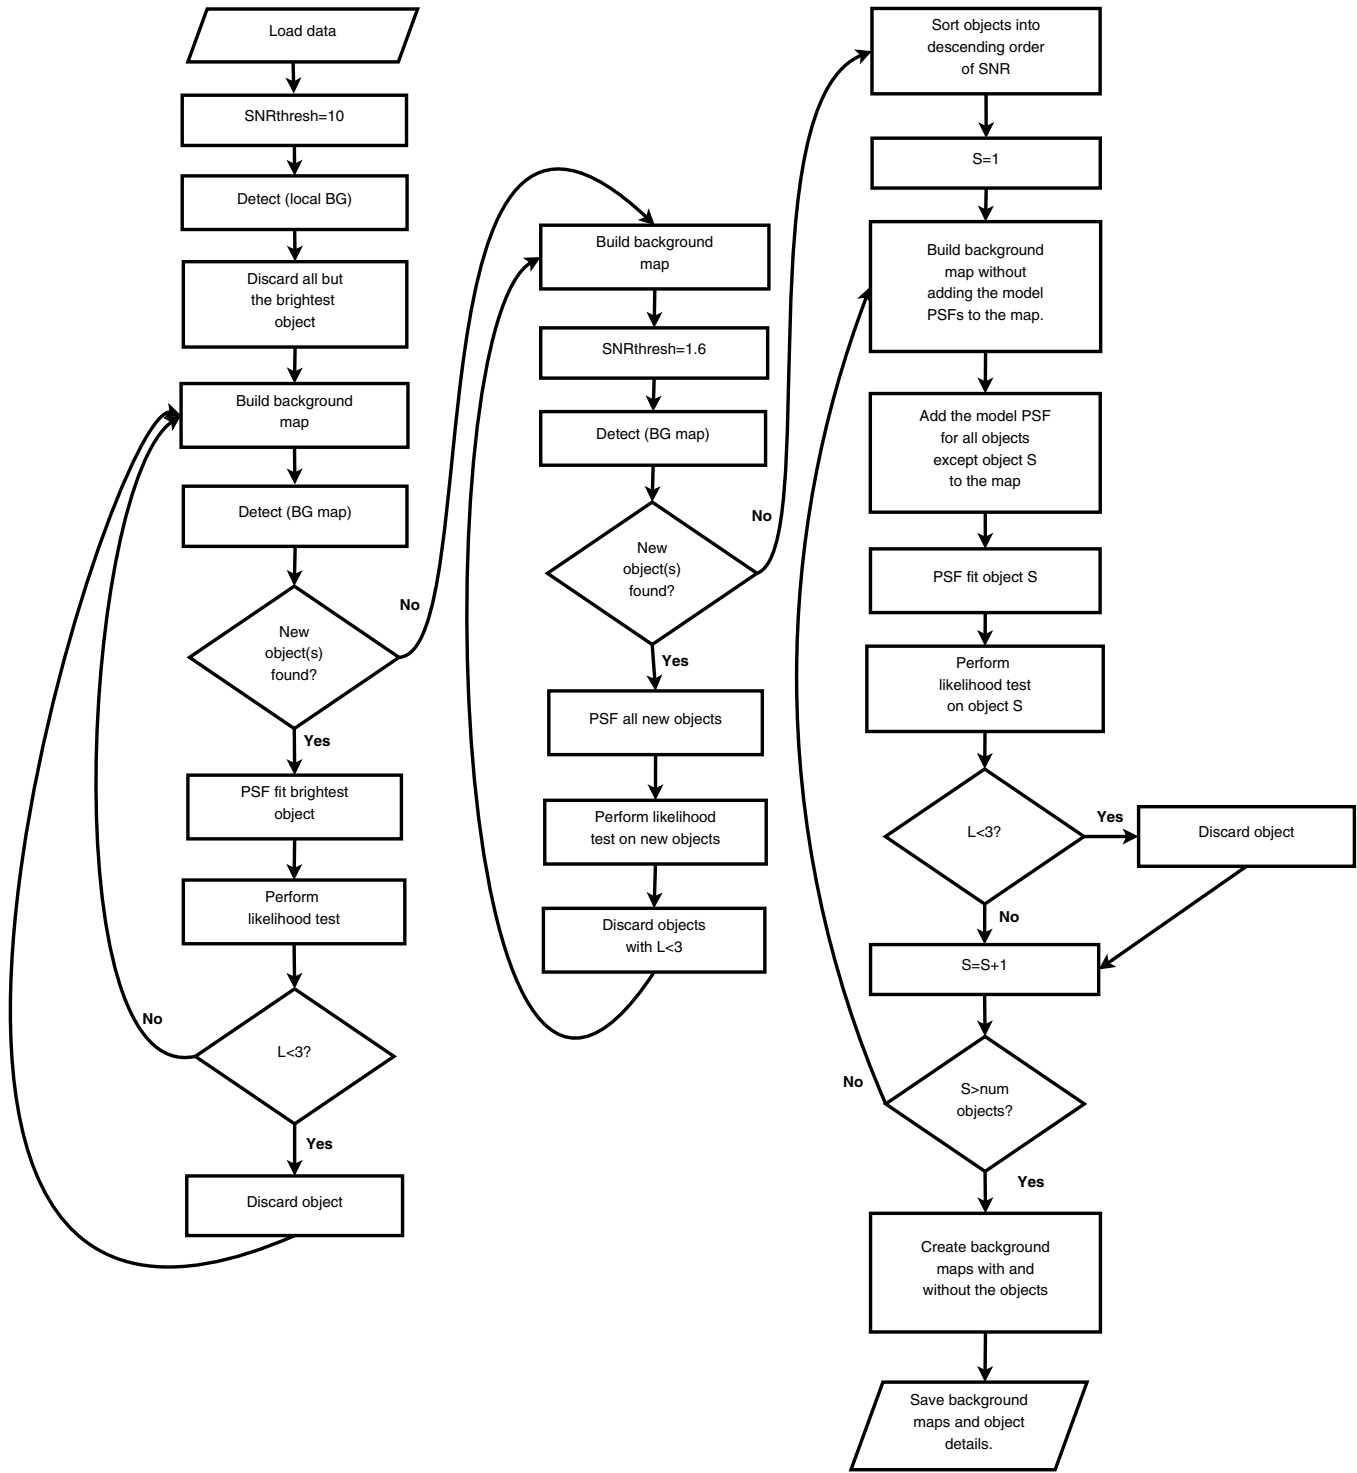 Load data
SNRthresh=10
Detect (local BG)
Discard all but
the brightest
object
Build background
map
Detect (BG map)
New
object(s)
found?
No
Yes
PSF fit brightest
object
Perform
likelihood test
L<3?
No
Yes
Discard object
Build background
map
SNRthresh=1.6
Detect (BG map)
New
object(s)
found?
No
Yes
PSF all new objects
Perform likelihood
test on new objects
Discard objects
with L<3
Sort objects into
descending order
of SNR
S=1
Build background
map without
adding the model
PSFs to the map.
Add the model PSF
for all objects
except object S
to the map
PSF fit object S
Perform
likelihood test
on object S
L<3?
Yes
Discard object
No
S=S+1
S>num
objects?
No
Yes
Create background
maps with and
without the objects
Save background
maps and object
details.